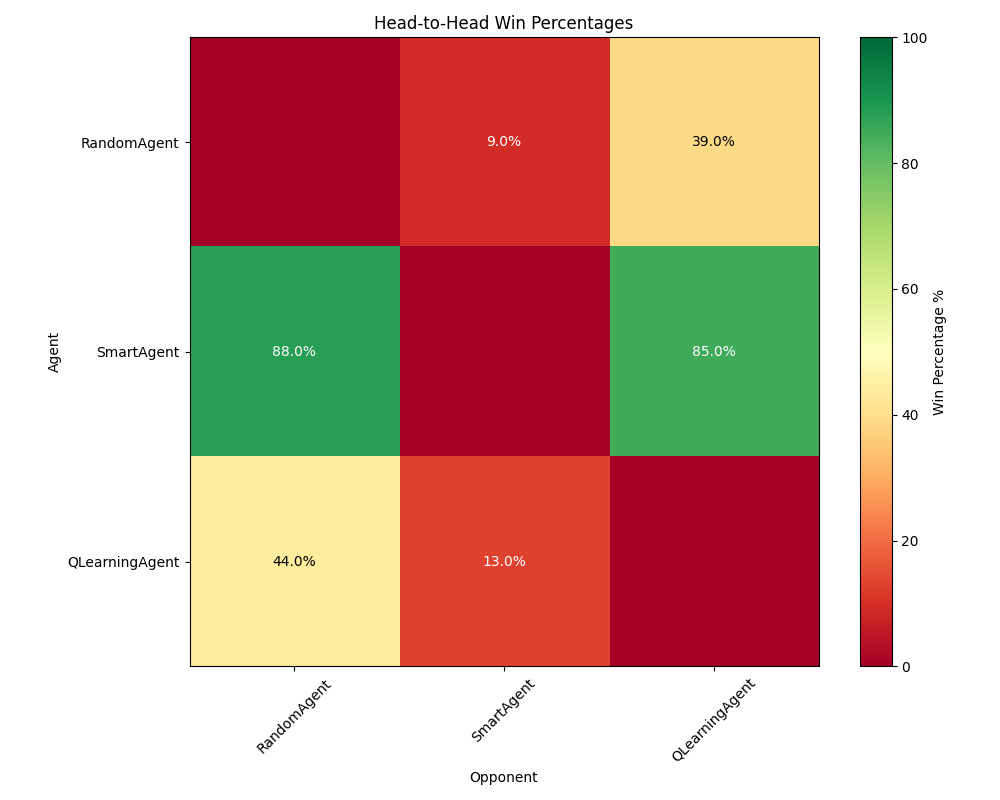 Head-to-Head Win Percentages
Agent
RandomAgent
9.0%
39.0%
SmartAgent
88.0%
85.0%
QLearningAgent
44.0%
13.0%
RandomAgent
SmartAgent
QLearningAgent
Opponent
100
80
60
40
20
0
Win Percentage %